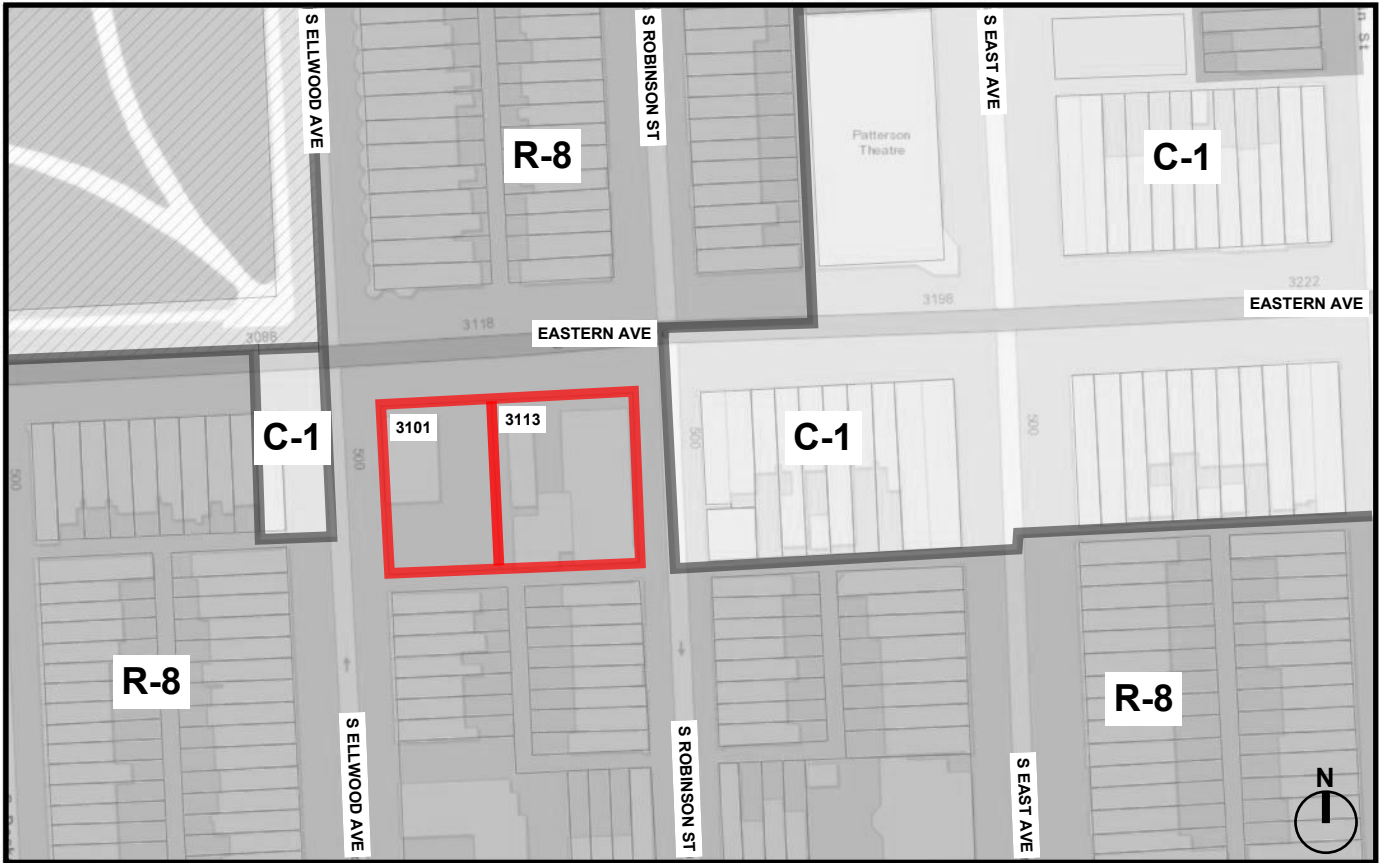 S ELLWOOD AVE
S ROBINSON ST
S EAST AVE
n St
R-8
Patterson
Theatre
C-1
3098
3118
EASTERN AVE
3198
3222
EASTERN AVE
C-1
3101
3113
C-1
500
500
500
500
R-8
R-8
S ELLWOOD AVE
S ROBINSON ST
S EAST AVE
N